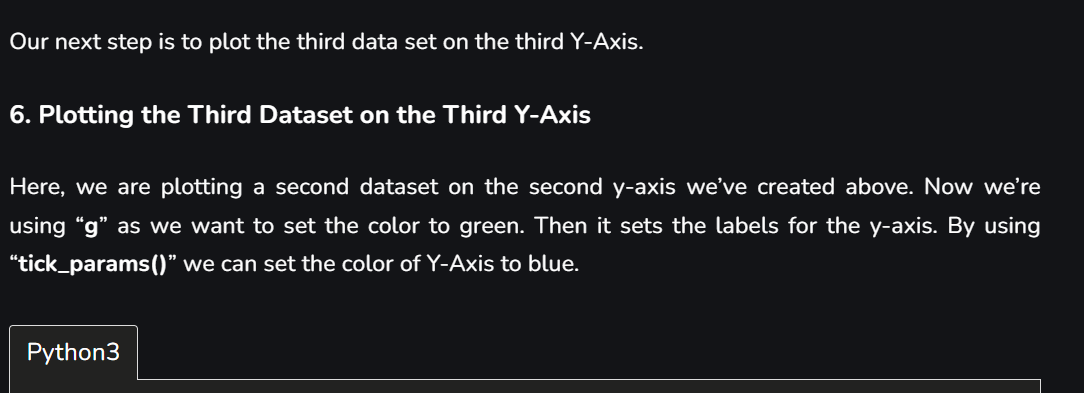 Our next step is to plot the third data set on the third Y-Axis.
6. Plotting the Third Dataset on the Third Y-Axis
Here, we are plotting a second dataset on the second y-axis we’ve created above. Now we’re
using “g” as we want to set the color to green. Then it sets the labels for the y-axis. By using
“tick_params()” we can set the color of Y-Axis to blue.
Python3